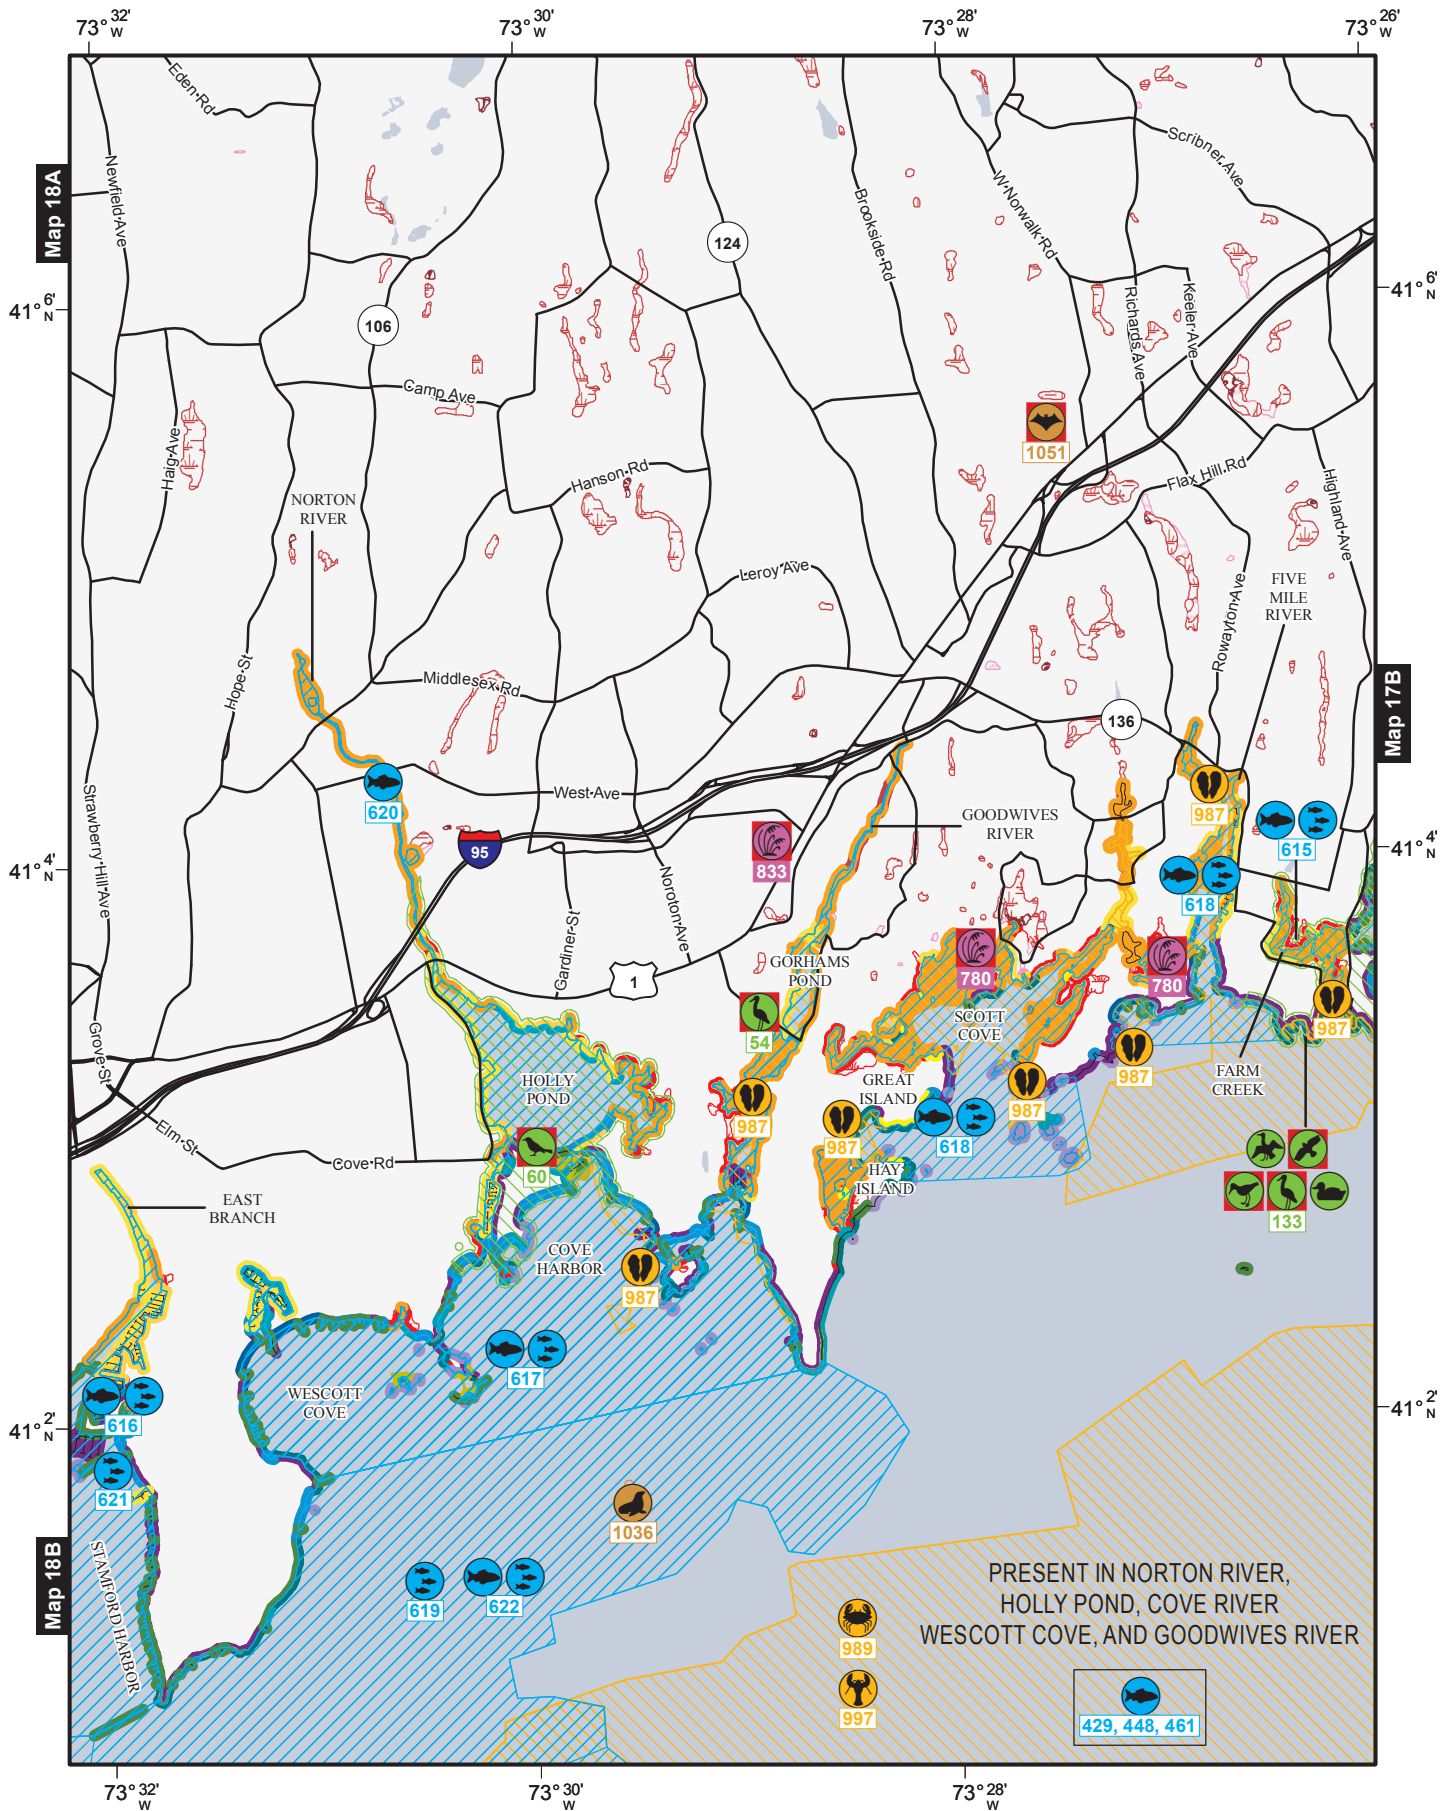 73° 32' W
73° 30' W
73° 28' W
73° 26' W
Eden Rd
Newfield Ave
Map 18A
Scribner Ave
W Norwalk Rd
Brookside Rd
124
41° 6' N
41° 6' N
106
Richards Ave
Keeler Ave
Camp Ave
Haig Ave
1051
Hanson Rd
Flax Hill Rd
Highland Ave
NORTON
RIVER
Leroy Ave
FIVE
MILE
RIVER
Rowayton Ave
Hope St
Middlesex Rd
Map 17B
136
620
West Ave
987
615
GOODWIVES
RIVER
95
833
41° 4' N
41° 4' N
Strawberry Hill Ave
618
Noroton Ave
Gardiner St
GORHAMS
POND
780
780
1
SCOTT
COVE
987
54
Grove St
987
FARM
CREEK
HOLLY
POND
GREAT
ISLAND
987
987
987
618
Elm St
Cove Rd
60
HAY
ISLAND
EAST
BRANCH
133
COVE
HARBOR
987
617
WESCOTT
COVE
616
41° 2' N
41° 2' N
621
1036
Map 18B
STAMFORD HARBOR
619
622
PRESENT IN NORTON RIVER,
HOLLY POND, COVE RIVER
WESCOTT COVE, AND GOODWIVES RIVER
989
997
429, 448, 461
73° 32' W
73° 30' W
73° 28' W